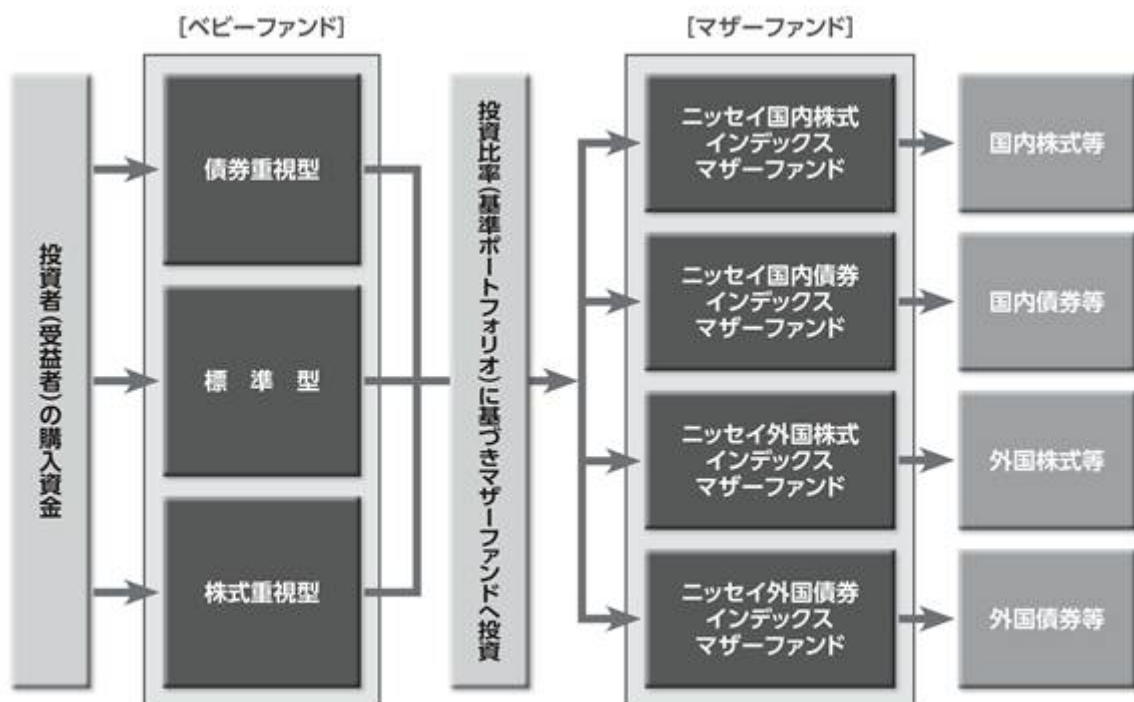 [ベビーファンド]
[マザーファンド]
投資者(受益者)の購入資金
債券重視型
標 準 型
株式重視型
投資比率(基準ポートフォリオ)に基づきマザーファンドへ投資
ニッセイ国内株式
インデックス
マザーファンド
国内株式等
ニッセイ国内債券
インデックス
マザーファンド
国内債券等
ニッセイ外国株式
インデックス
マザーファンド
外国株式等
ニッセイ外国債券
インデックス
マザーファンド
外国債券等